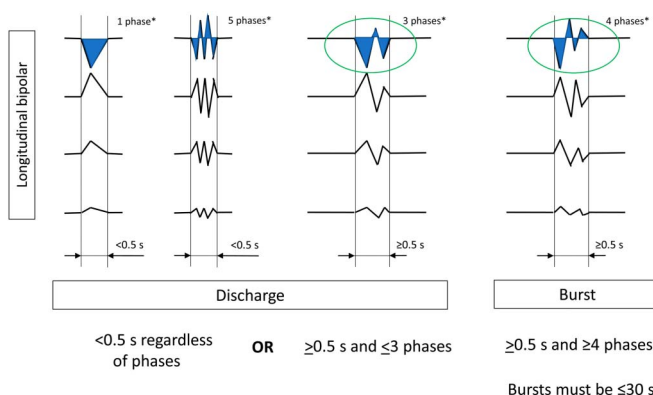 1 phase*
5 phases*
3 phases*
4 phases*
Longitudinal bipolar
<0.5 s
<0.5 s
≥0.5 s
≥0.5 s
Discharge
Burst
<0.5 s regardless
of phases
OR
≥0.5 s and ≤3 phases
≥0.5 s and ≥4 phases
Bursts must be ≤30 s